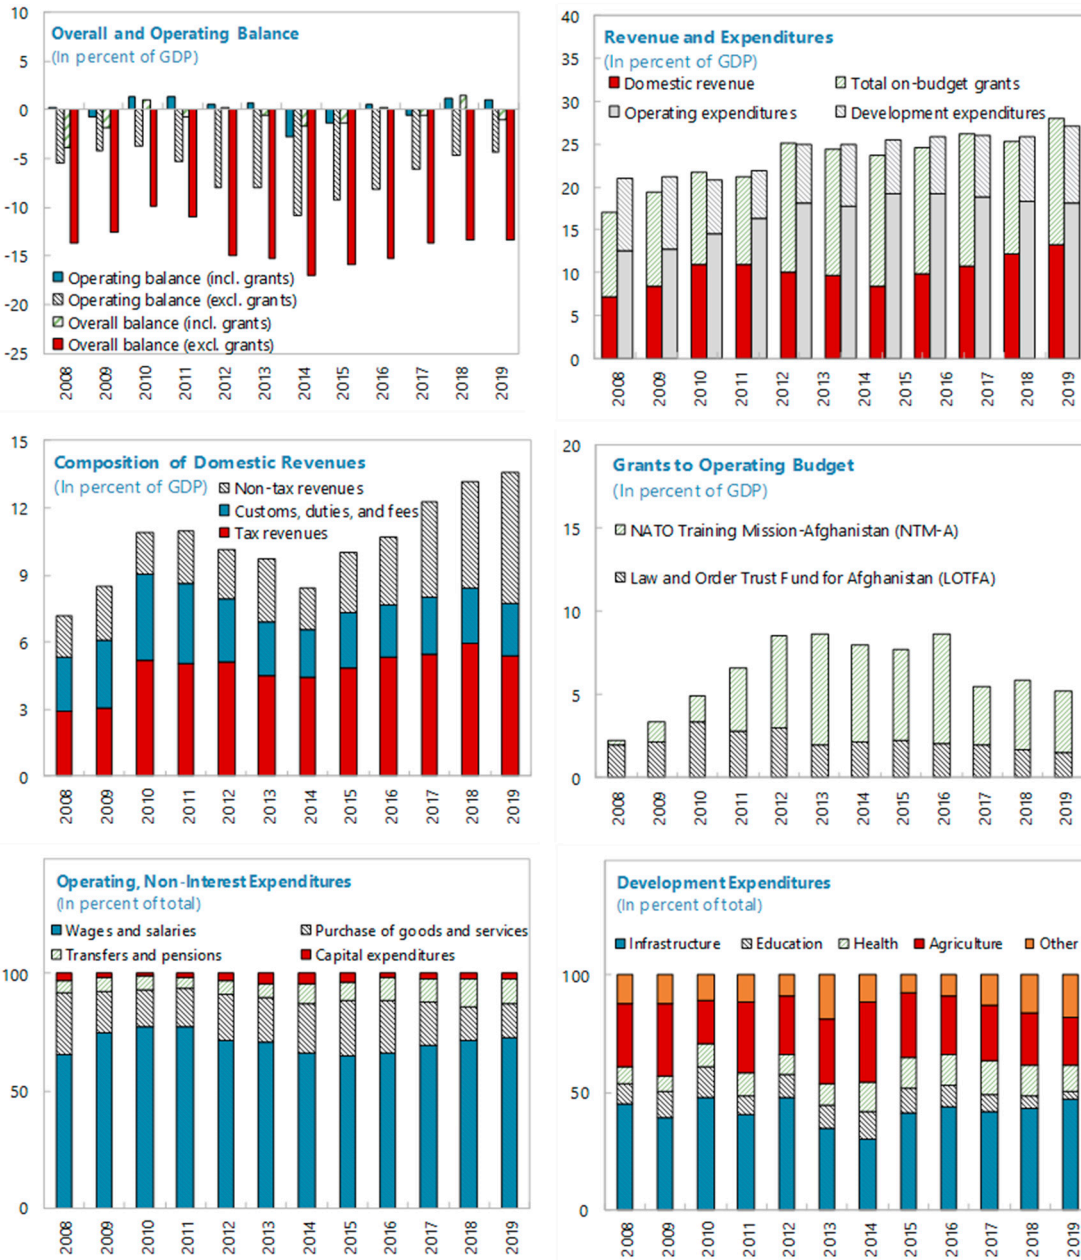 Overall and Operating Balance
(In percent of GDP)
10
5
0
-5
-10
-15
-20
-25
Operating balance (incl. grants)
Operating balance (excl. grants)
Overall balance (incl. grants)
Overall balance (excl. grants)
2008 2009 2010 2011 2012 2013 2014 2015 2016 2017 2018 2019
Revenue and Expenditures
(In percent of GDP)
Domestic revenue Total on-budget grants
Operating expenditures Development expenditures
40
35
30
25
20
15
10
5
0
2008 2009 2010 2011 2012 2013 2014 2015 2016 2017 2018 2019
Composition of Domestic Revenues
(In percent of GDP)
Non-tax revenues
Customs, duties, and fees
Tax revenues
15
12
9
6
3
0
2008 2009 2010 2011 2012 2013 2014 2015 2016 2017 2018 2019
Grants to Operating Budget
(In percent of GDP)
NATO Training Mission-Afghanistan (NTM-A)
Law and Order Trust Fund for Afghanistan (LOTFA)
20
15
10
5
0
2008 2009 2010 2011 2012 2013 2014 2015 2016 2017 2018 2019
Operating, Non-Interest Expenditures
(In percent of total)
Wages and salaries Purchase of goods and services
Transfers and pensions Capital expenditures
100
50
0
2008 2009 2010 2011 2012 2013 2014 2015 2016 2017 2018 2019
Development Expenditures
(In percent of total)
Infrastructure Education Health Agriculture Other
100
50
0
2008 2009 2010 2011 2012 2013 2014 2015 2016 2017 2018 2019